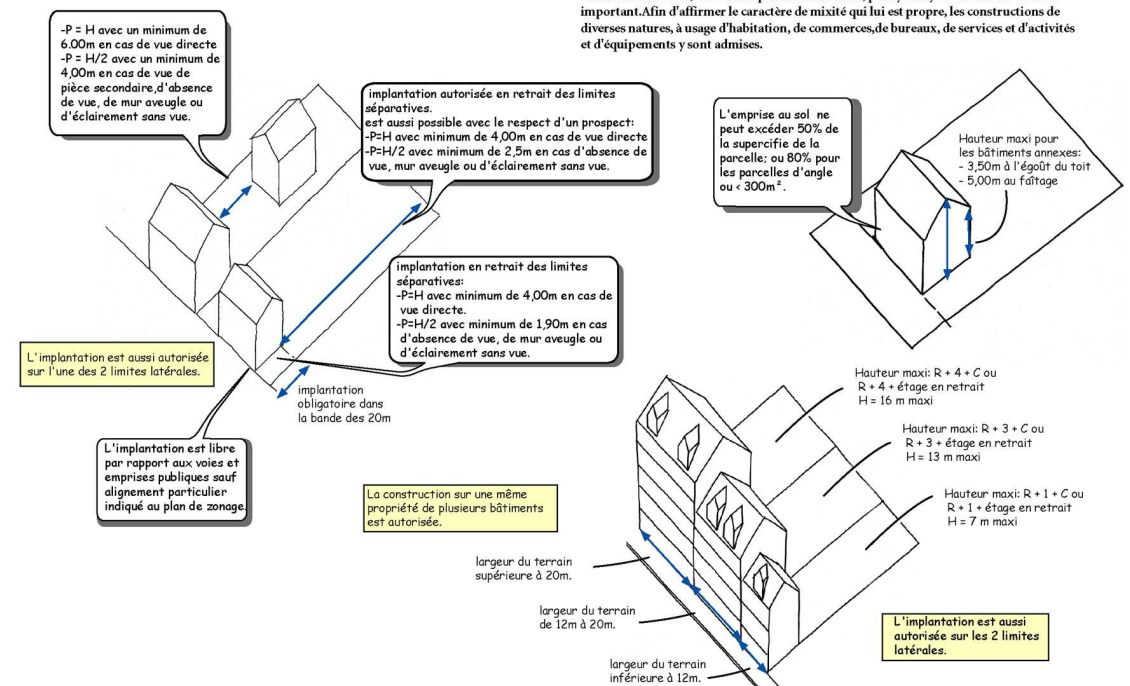 important.Afin d'affirmer le caractère de mixité qui lui est propre, les constructions de
diverses natures, à usage d'habitation, de commerces,de bureaux, de services et d'activités
et d'équipements y sont admises.
-P = H avec un minimum de
6.00m en cas de vue directe
-P = H/2 avec un minimum de
4,00m en cas de vue de
pièce secondaire,d'absence
de vue, de mur aveugle ou
d'éclairement sans vue.
implantation autorisée en retrait des limites
séparatives.
est aussi possible avec le respect d'un prospect:
-P=H avec minimum de 4,00m en cas de vue directe
-P=H/2 avec minimum de 2,5m en cas d'absence de
vue, mur aveugle ou d'éclairement sans vue.
L'emprise au sol ne
peut excéder 50% de
la supercifie de la
parcelle; ou 80% pour
les parcelles d'angle
ou < 300m².
Hauteur maxi pour
les bâtiments annexes:
- 3,50m à l'égoût du toit
- 5,00m au faîtage
implantation en retrait des limites
séparatives:
-P=H avec minimum de 4,00m en cas de
vue directe.
-P=H/2 avec minimum de 1,90m en cas
d'absence de vue, de mur aveugle ou
d'éclairement sans vue.
L'implantation est aussi autorisée
sur l'une des 2 limites latérales.
implantation
obligatoire dans
la bande des 20m
L'implantation est libre
par rapport aux voies et
emprises publiques sauf
alignement particulier
indiqué au plan de zonage.
La construction sur une même
propriété de plusieurs bâtiments
est autorisée.
Hauteur maxi: R + 4 + C ou
R + 4 + étage en retrait
H = 16 m maxi
Hauteur maxi: R + 3 + C ou
R + 3 + étage en retrait
H = 13 m maxi
Hauteur maxi: R + 1 + C ou
R + 1 + étage en retrait
H = 7 m maxi
largeur du terrain
supérieure à 20m.
largeur du terrain
de 12m à 20m.
largeur du terrain
inférieure à 12m.
L'implantation est aussi
autorisée sur les 2 limites
latérales.